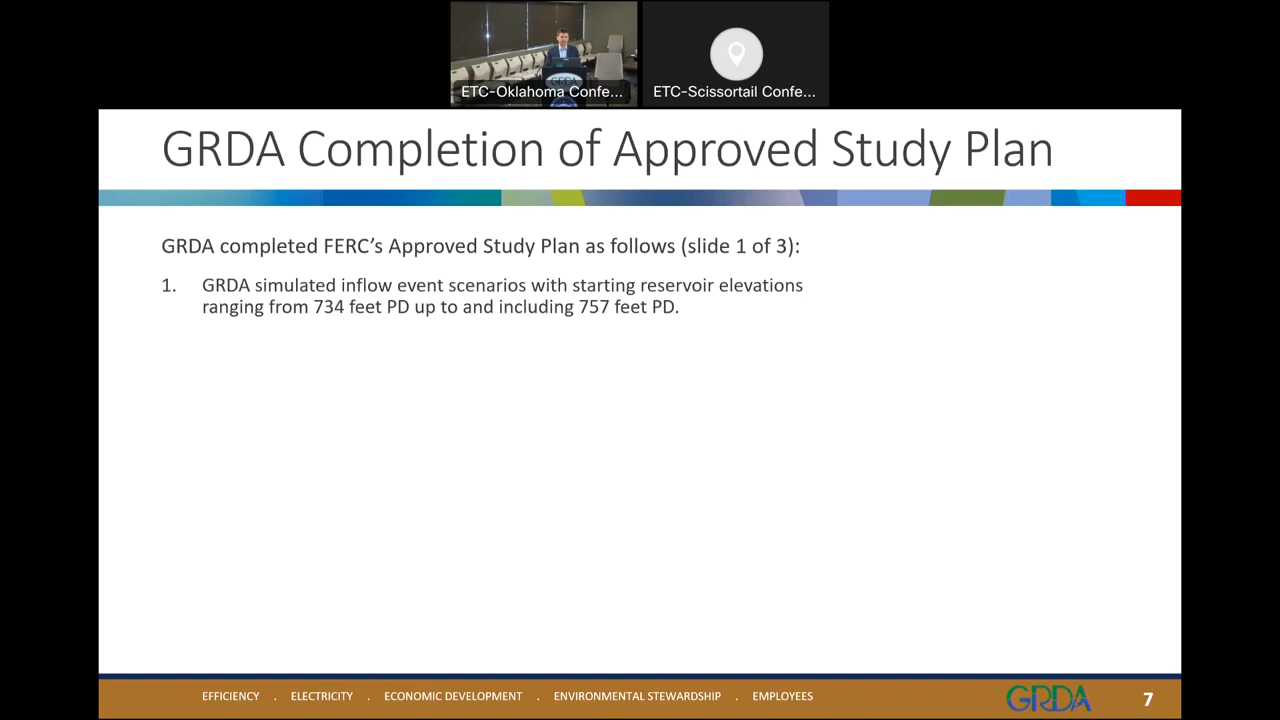 ETC-Oklahoma Confe...
ETC-Scissortail Confe...
GRDA
GRDA Completion of Approved Study Plan
GRDA completed FERC’s Approved Study Plan as follows (slide 1 of 3):
1. GRDA simulated inflow event scenarios with starting reservoir elevations
ranging from 734 feet PD up to and including 757 feet PD.
EFFICIENCY . ELECTRICITY . ECONOMIC DEVELOPMENT . ENVIRONMENTAL STEWARDSHIP . EMPLOYEES
GRDA
7